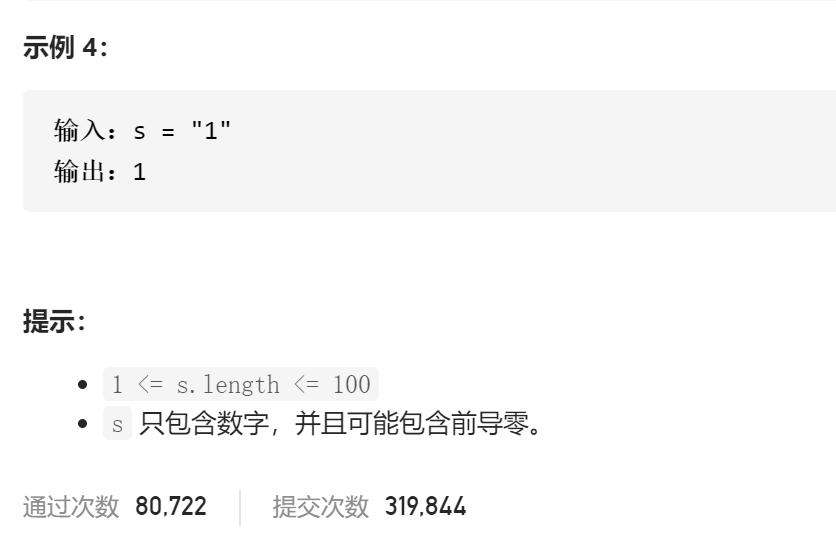 示例 4：
输入：s = "1"
输出：1
提示：
1 <= s.length <= 100
s 只包含数字，并且可能包含前导零。
通过次数 80,722 提交次数 319,844